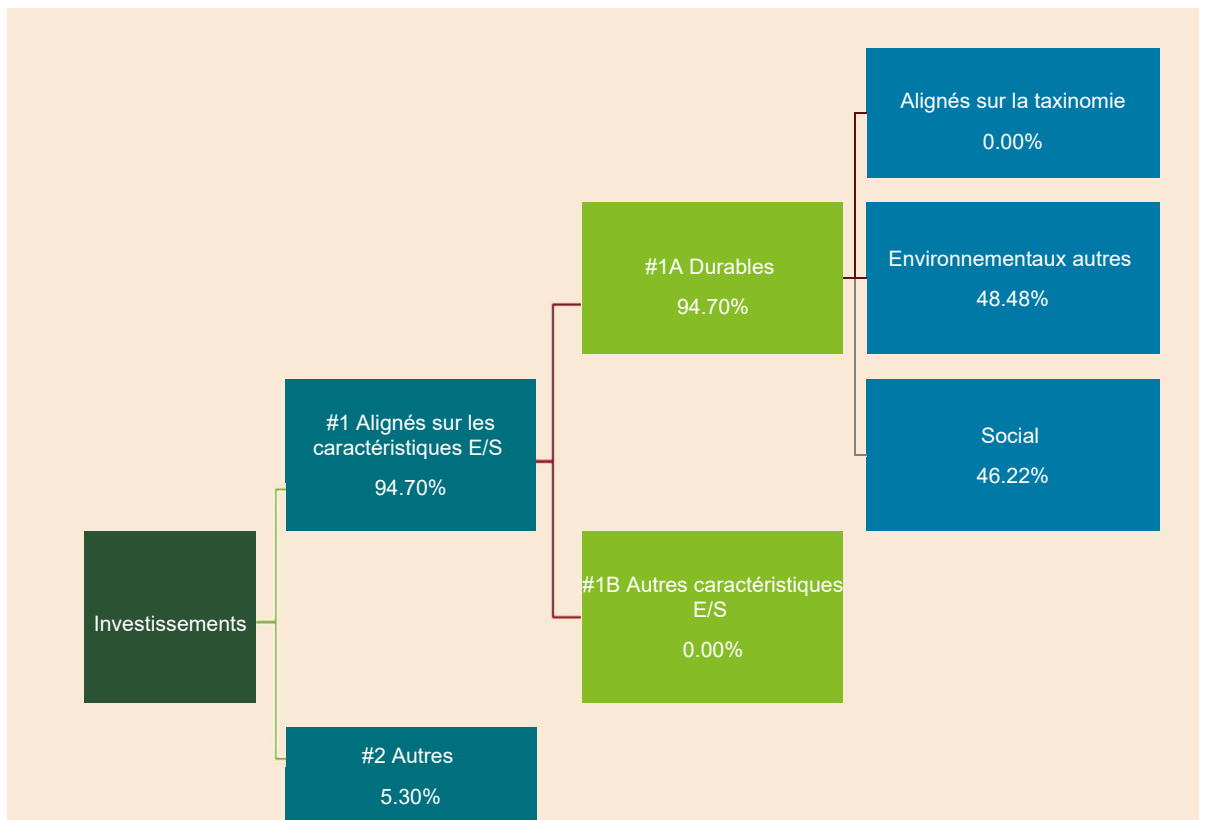 Investissements
#1 Alignés sur les
caractéristiques E/S
94.70%
#2 Autres
5.30%
#1A Durables
94.70%
#1B Autres caractéristiques
E/S
0.00%
Alignés sur la taxinomie
0.00%
Environnementaux autres
48.48%
Social
46.22%